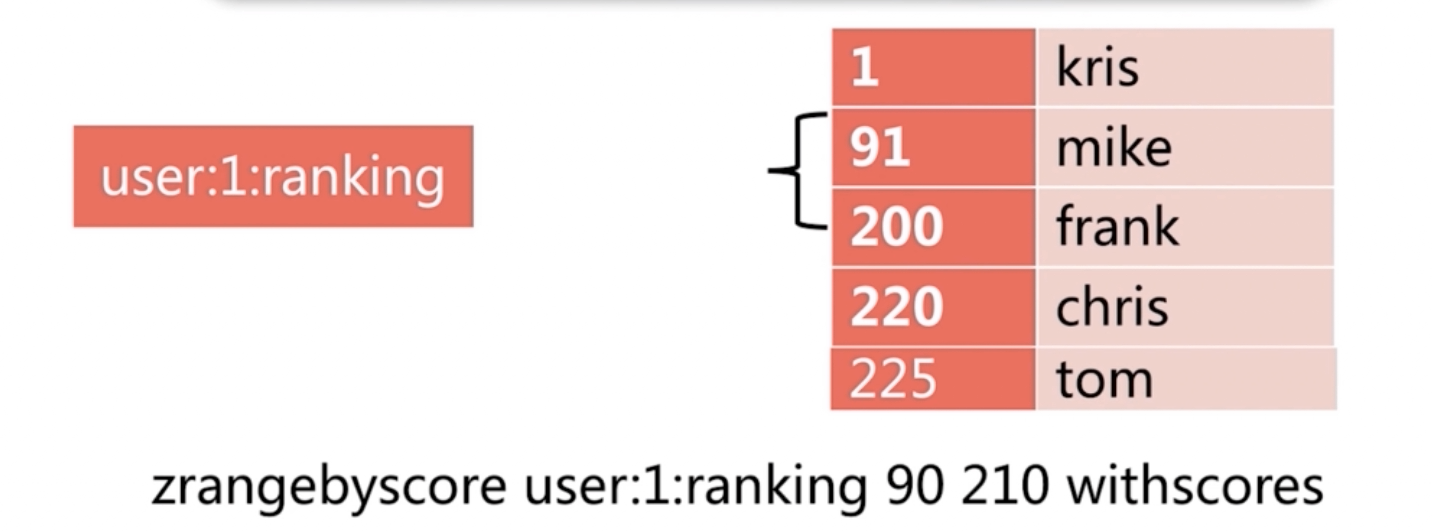 1 kris
user:1:ranking
91 mike
200 frank
220 chris
225 tom
zrangebyscore user:1:ranking 90 210 withscores